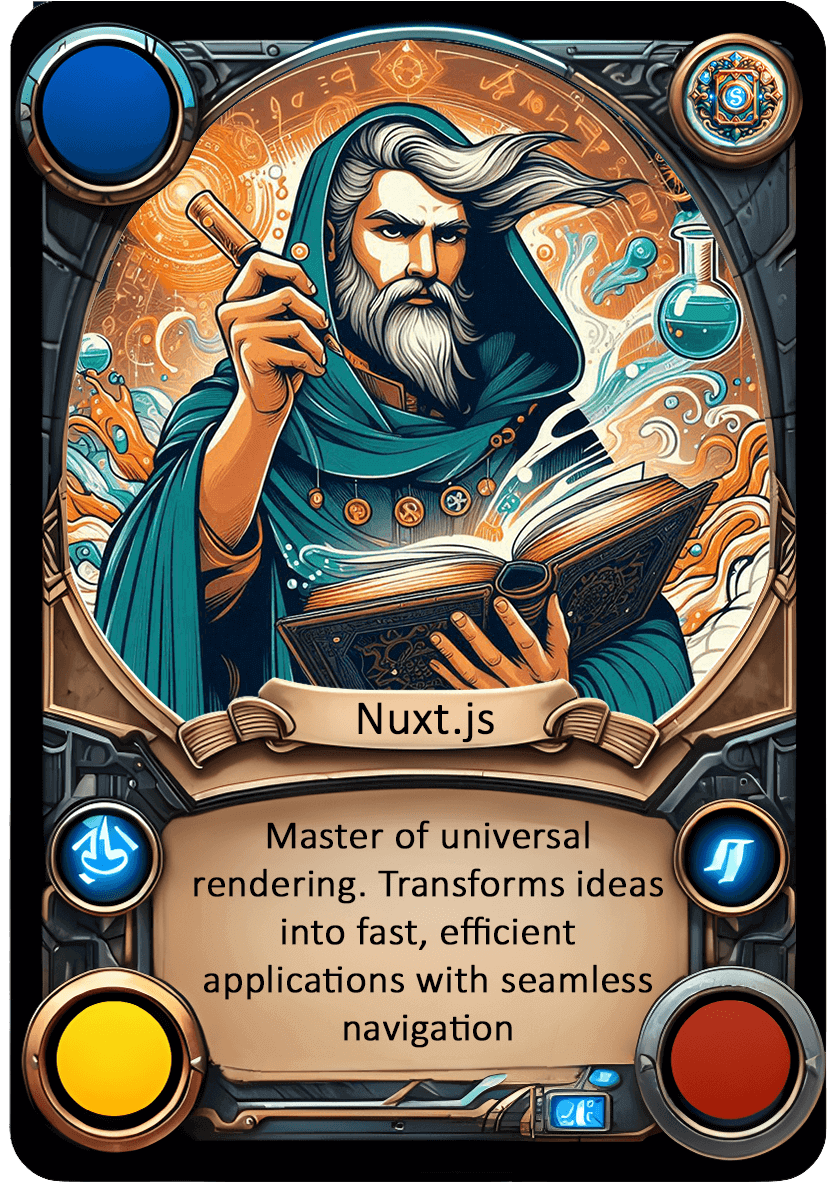 Nuxt.js
Master of universal
rendering. Transforms ideas
into fast, efficient
applications with seamless
navigation